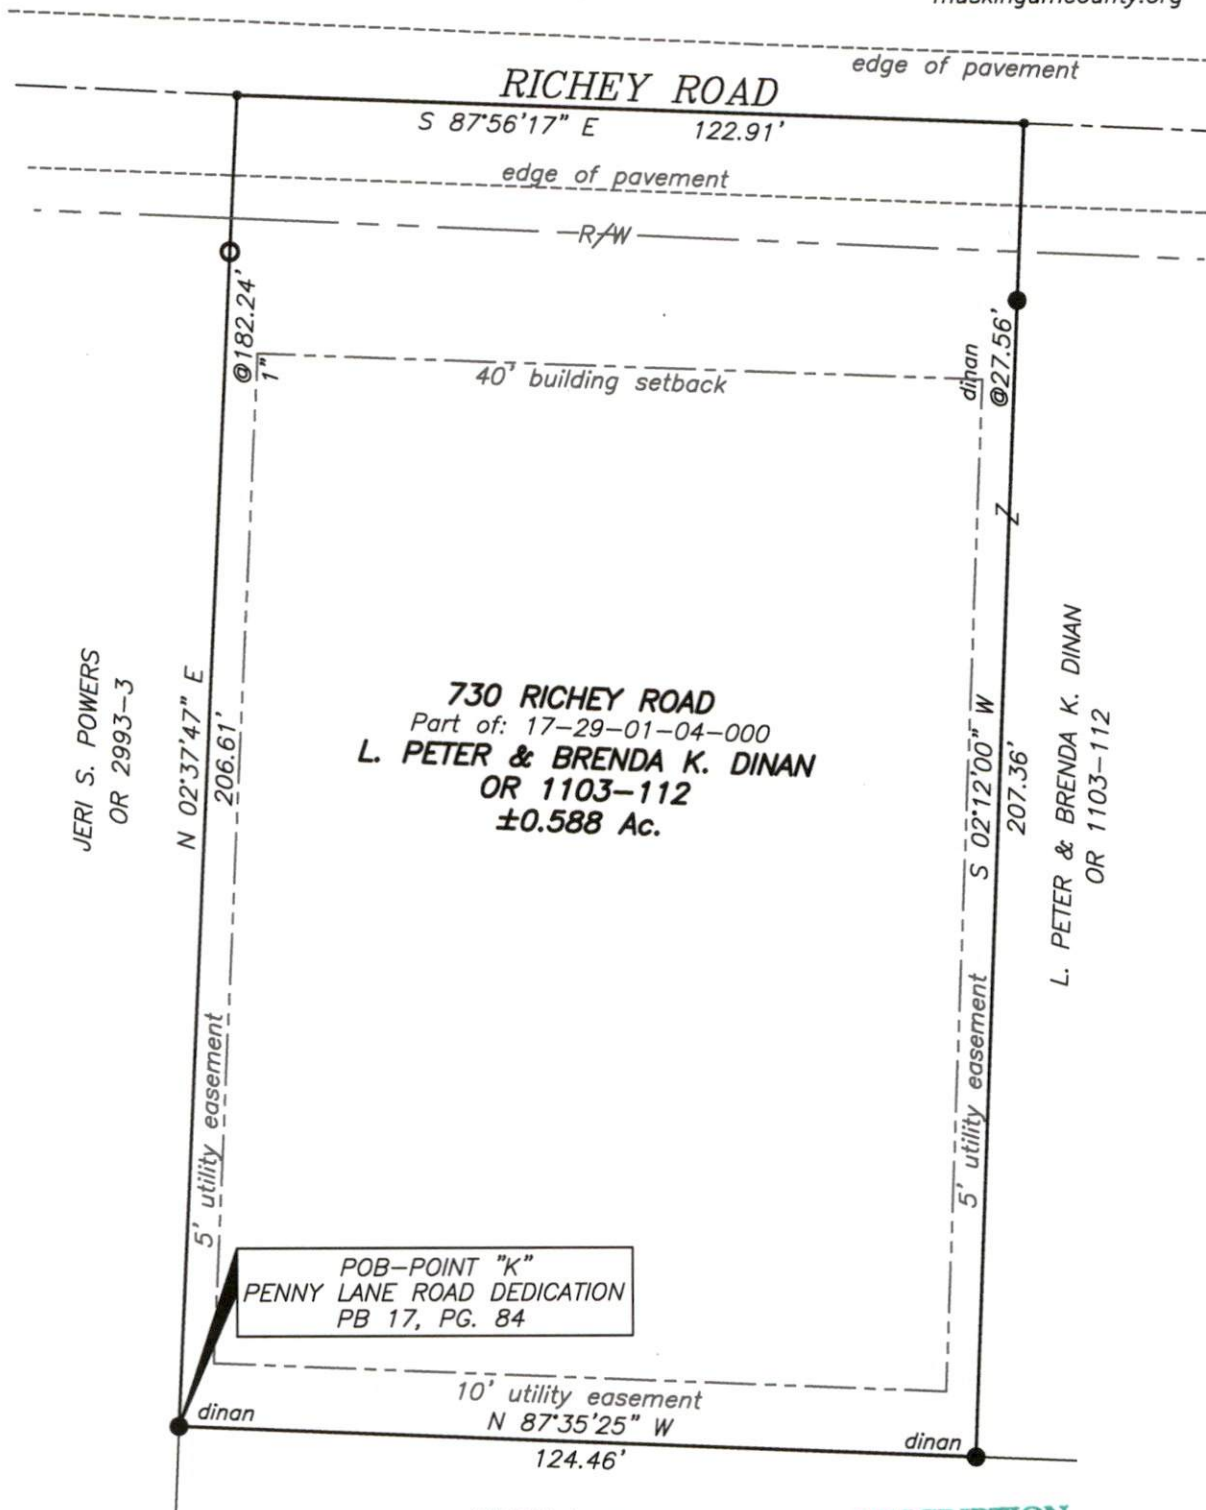 edge of pavement
RICHEY ROAD
S 87°56'17" E 122.91'
edge of pavement
R/W
@182.24'
1"
40' building setback
dinan
@27.56'
Z
JERI S. POWERS
OR 2993-3
N 02°37'47" E
206.61'
730 RICHEY ROAD
Part of: 17-29-01-04-000
L. PETER & BRENDA K. DINAN
OR 1103-112
±0.588 Ac.
S 02°12'00" W
207.36'
L. PETER & BRENDA K. DINAN
OR 1103-112
5' utility easement
5' utility easement
POB-POINT "K"
PENNY LANE ROAD DEDICATION
PB 17, PG. 84
10' utility easement
dinan
N 87°35'25" W
dinan
124.46'